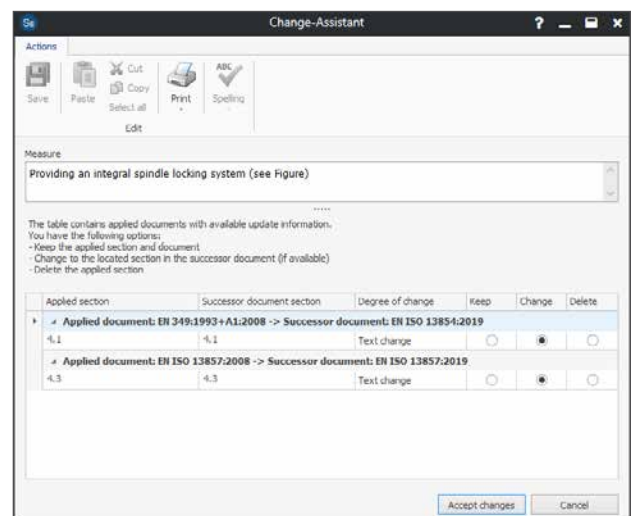 Se
Change-Assistant
Actions
Save
Paste
Cut
Copy
Select all
Print
ABC
Spelling
Edit
Measure
Providing an integral spindle locking system (see Figure)
The table contains applied documents with available update information.
You have the following options:
- Keep the applied section and document
- Change to the located section in the successor document (if available)
- Delete the applied section
Applied section Successor document section Degree of change Keep Change Delete
Applied document: EN 349:1993+A1:2008 -> Successor document: EN ISO 13854:2019
4.1 4.1 Text change
Applied document: EN ISO 13857:2008 -> Successor document: EN ISO 13857:2019
4.3 4.3 Text change
Accept changes Cancel